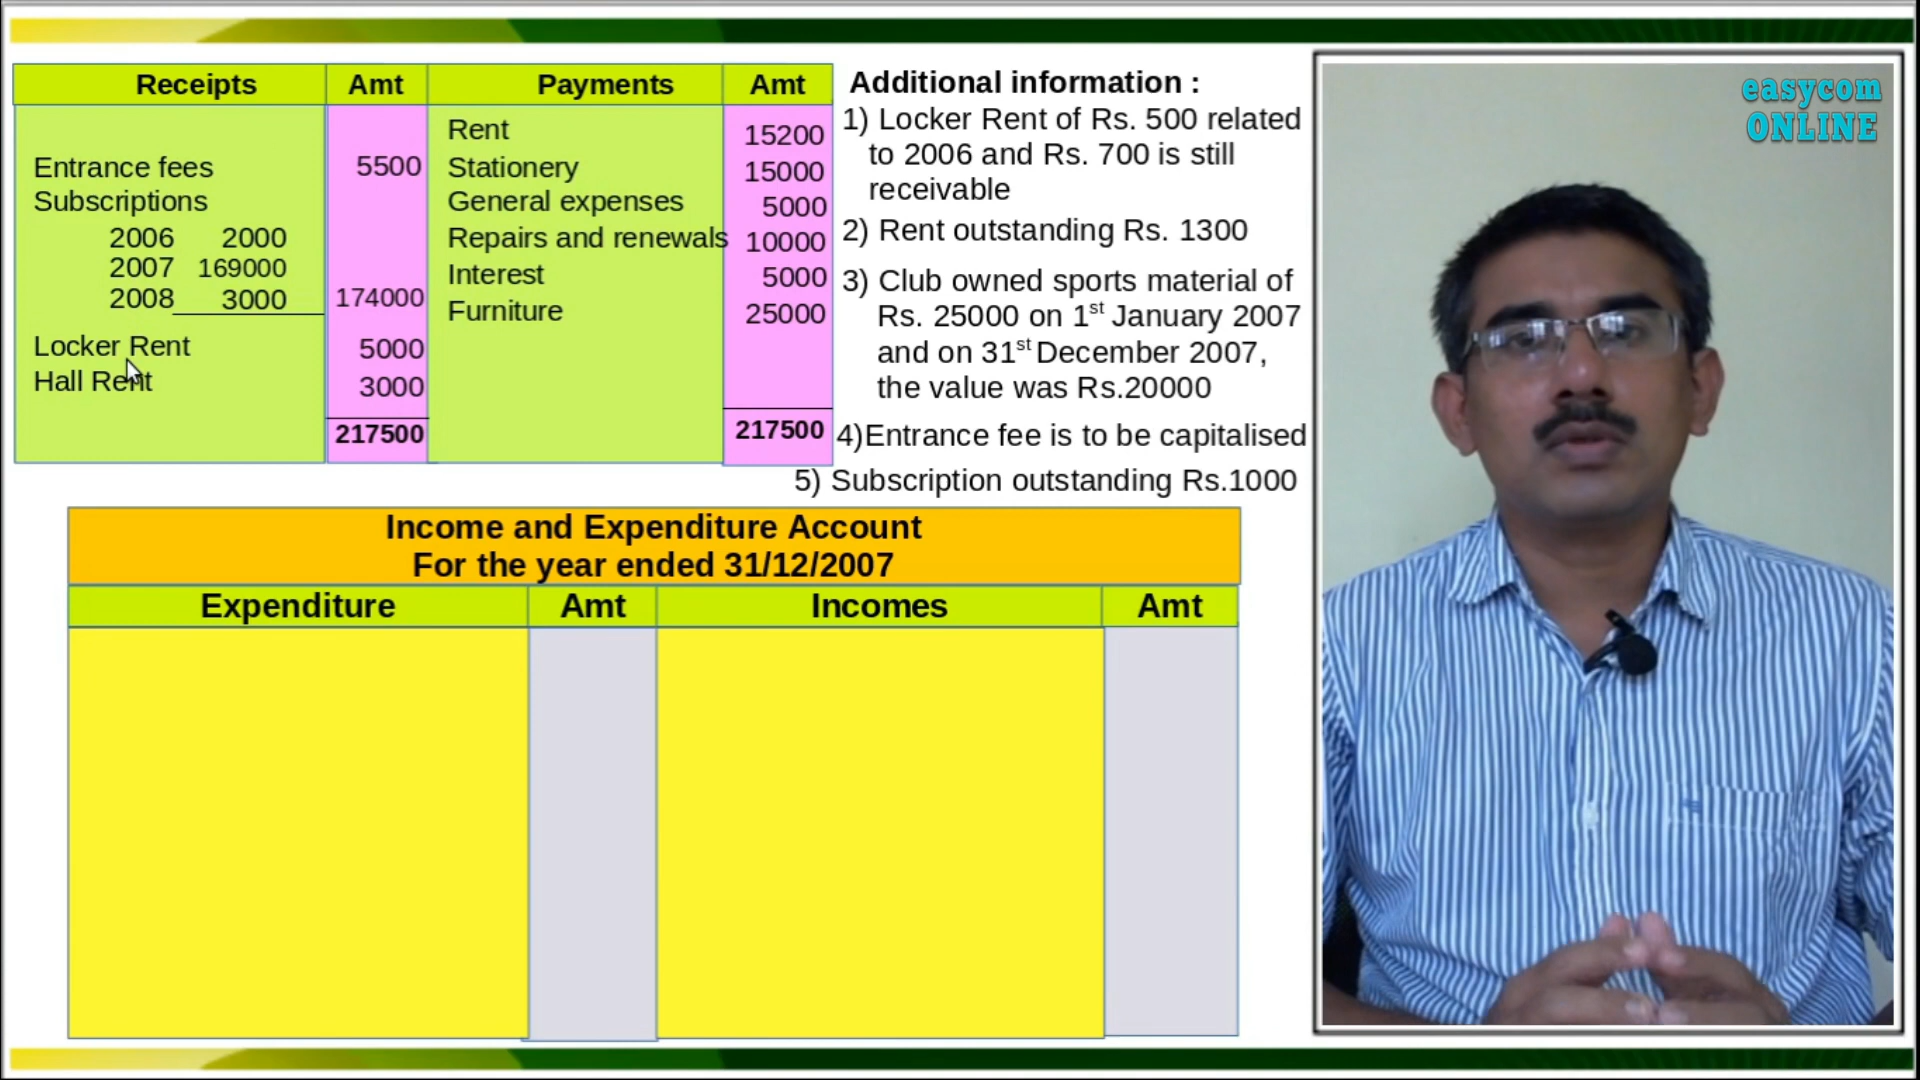 Receipts Amt Payments Amt
Rent 15200
Entrance fees 5500 Stationery 15000
Subscriptions General expenses 5000
2006 2000 Repairs and renewals 10000
2007 169000 Interest 5000
2008 3000 174000 Furniture 25000
Locker Rent 5000
Hall Rent 3000
217500 217500
Additional information :
1) Locker Rent of Rs. 500 related
to 2006 and Rs. 700 is still
receivable
2) Rent outstanding Rs. 1300
3) Club owned sports material of
Rs. 25000 on 1st January 2007
and on 31st December 2007,
the value was Rs.20000
4)Entrance fee is to be capitalised
5) Subscription outstanding Rs.1000
Income and Expenditure Account
For the year ended 31/12/2007
Expenditure Amt Incomes Amt
easycom
ONLINE